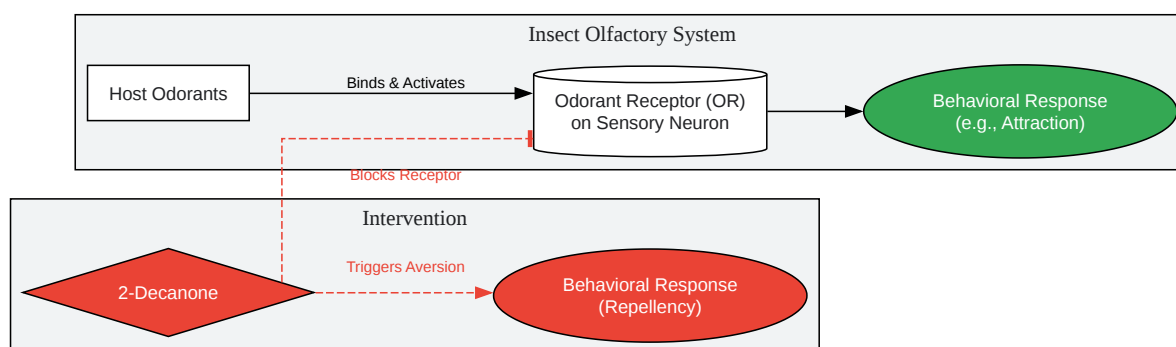 Insect Olfactory System
Host Odorants
Binds & Activates
Odorant Receptor (OR)
on Sensory Neuron
Behavioral Response
(e.g., Attraction)
Blocks Receptor
Intervention
2-Decanone
Triggers Aversion
Behavioral Response
(Repellency)